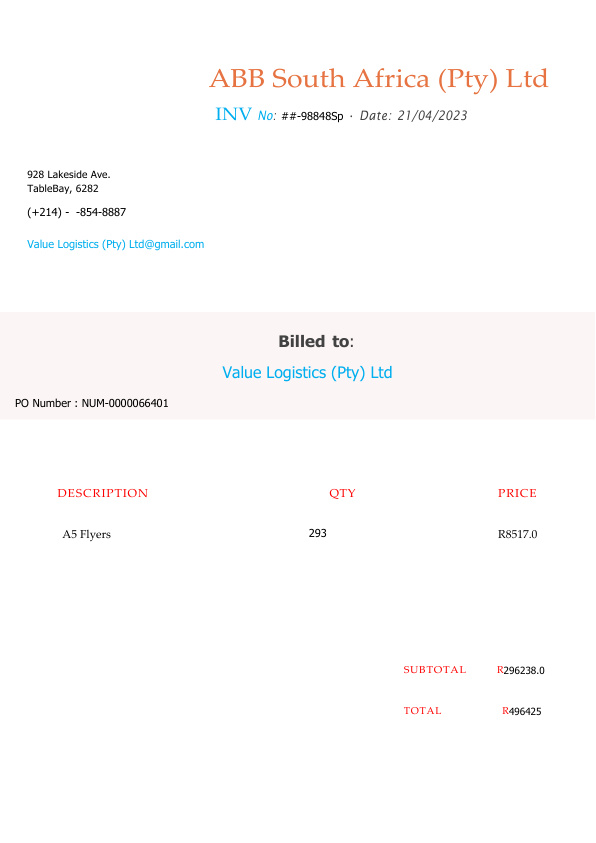 ABB South Africa (Pty) Ltd
INV No: ##-98848Sp · Date: 21/04/2023
928 Lakeside Ave.
TableBay, 6282
(+214) -  -854-8887
Value Logistics (Pty) Ltd@gmail.com
Billed to:
Value Logistics (Pty) Ltd
PO Number : NUM-0000066401
DESCRIPTION QTY PRICE
A5 Flyers 293 R8517.0
SUBTOTAL R296238.0
TOTAL R496425